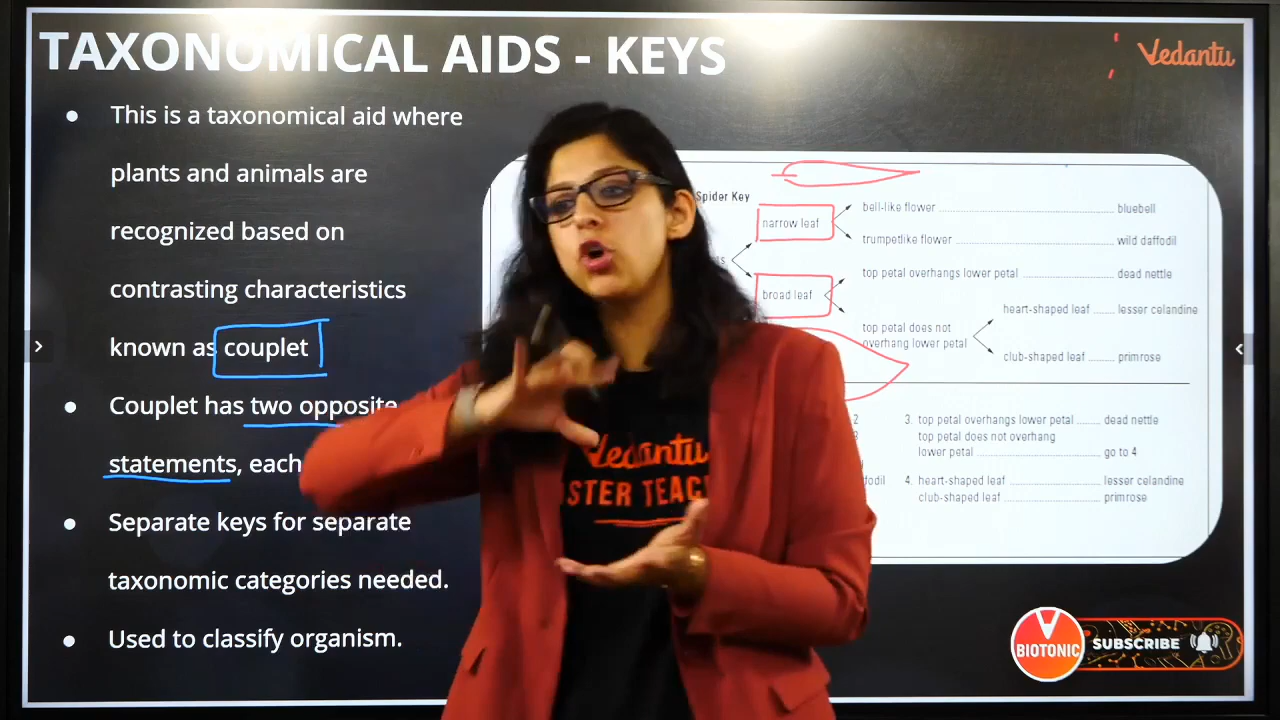 TAXONOMICAL AIDS - KEYS
Vedantu
This is a taxonomical aid where
plants and animals are
recognized based on
contrasting characteristics
known as couplet
Couplet has two opposite
statements, each
Separate keys for separate
taxonomic categories needed.
Used to classify organism.
Spider Key
narrow leaf
bell-like flower bluebell
trumpetlike flower wild daffodil
broad leaf
top petal overhangs lower petal dead nettle
top petal does not
overhang lower petal
heart-shaped leaf lesser celandine
club-shaped leaf primrose
2
3. top petal overhangs lower petal dead nettle
top petal does not overhang
lower petal go to 4
4. heart-shaped leaf lesser celandine
club-shaped leaf primrose
Vedantu
BIOTONIC
SUBSCRIBE